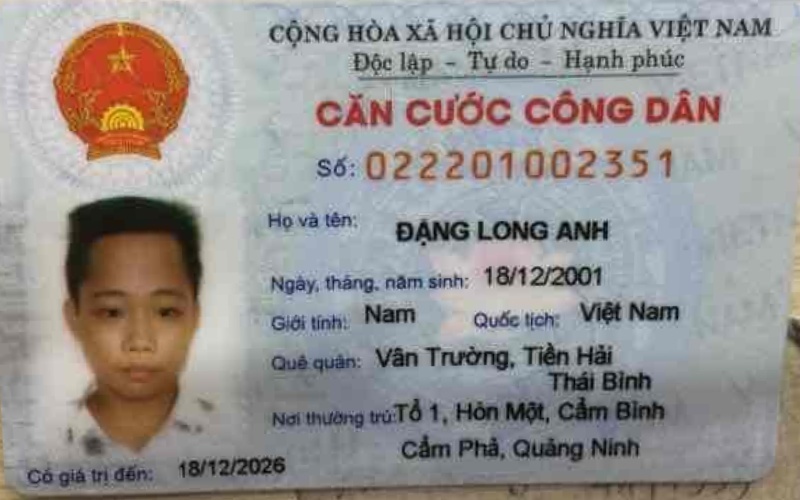 CỘNG HÒA XÃ HỘI CHỦ NGHĨA VIỆT NAM
Độc lập - Tự do - Hạnh phúc
CĂN CƯỚC CÔNG DÂN
Số: 022201002351
Họ và tên: ĐẶNG LONG ANH
Ngày, tháng, năm sinh: 18/12/2001
Giới tính: Nam Quốc tịch: Việt Nam
Quê quán: Vân Trường, Tiền Hải
Thái Bình
Nơi thường trú: Tổ 1, Hòn Một, Cẩm Bình
Cẩm Phả, Quảng Ninh
Có giá trị đến: 18/12/2026